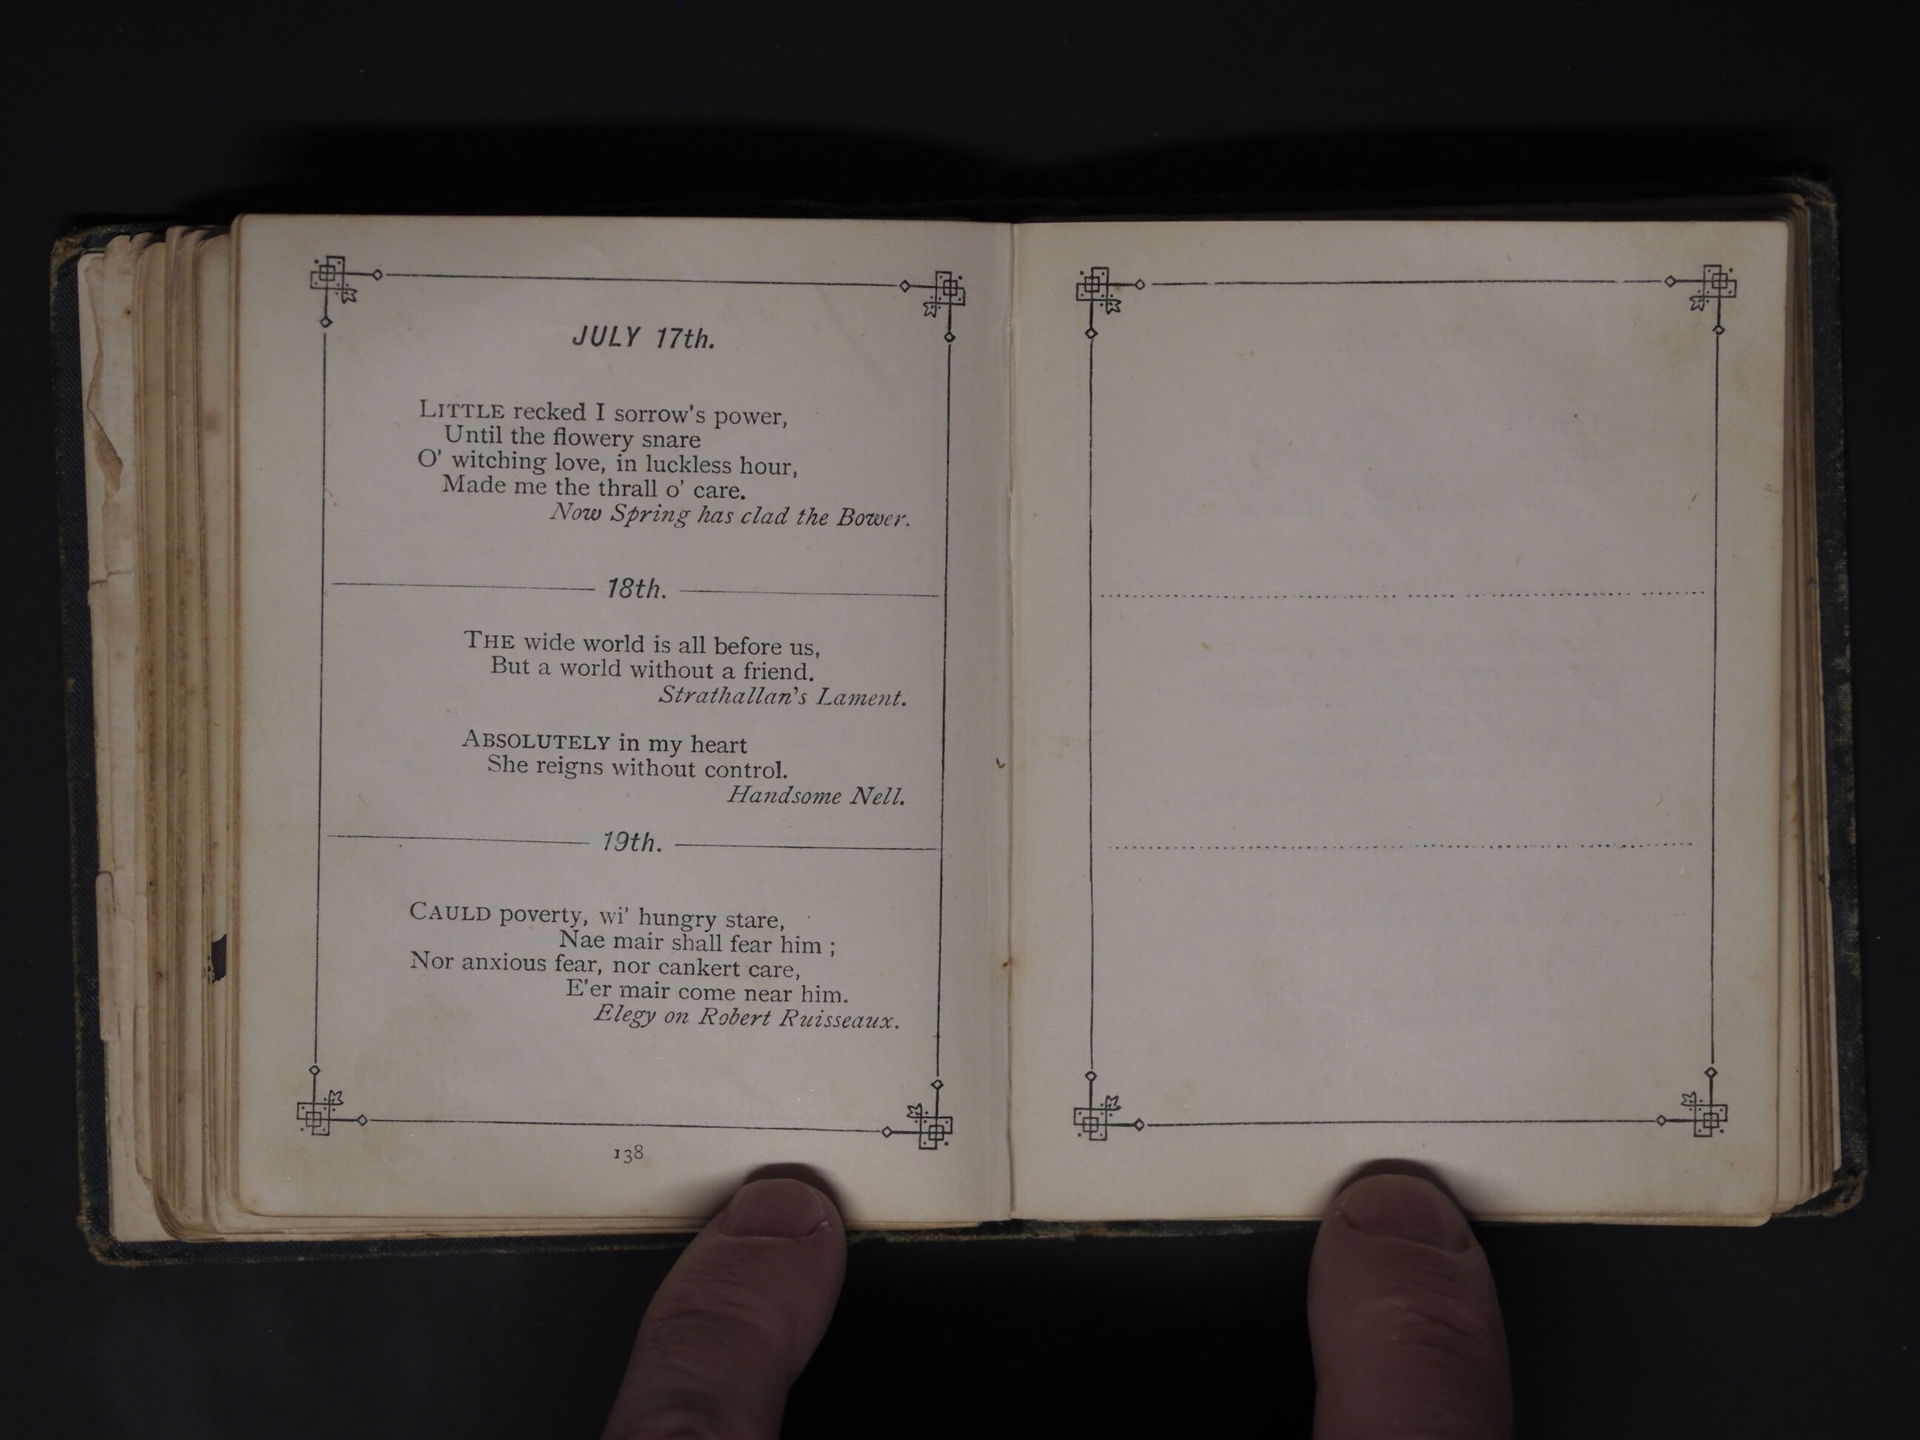 JULY 17th.
LITTLE recked I sorrow's power,
Until the flowery snare
O' witching love, in luckless hour,
Made me the thrall o' care.
Now Spring has clad the Bower.
18th.
THE wide world is all before us,
But a world without a friend.
Strathallan's Lament.
ABSOLUTELY in my heart
She reigns without control.
Handsome Nell.
19th.
CAULD poverty, wi' hungry stare,
Nae mair shall fear him ;
Nor anxious fear, nor cankert care,
E'er mair come near him.
Elegy on Robert Ruisseaux.
138